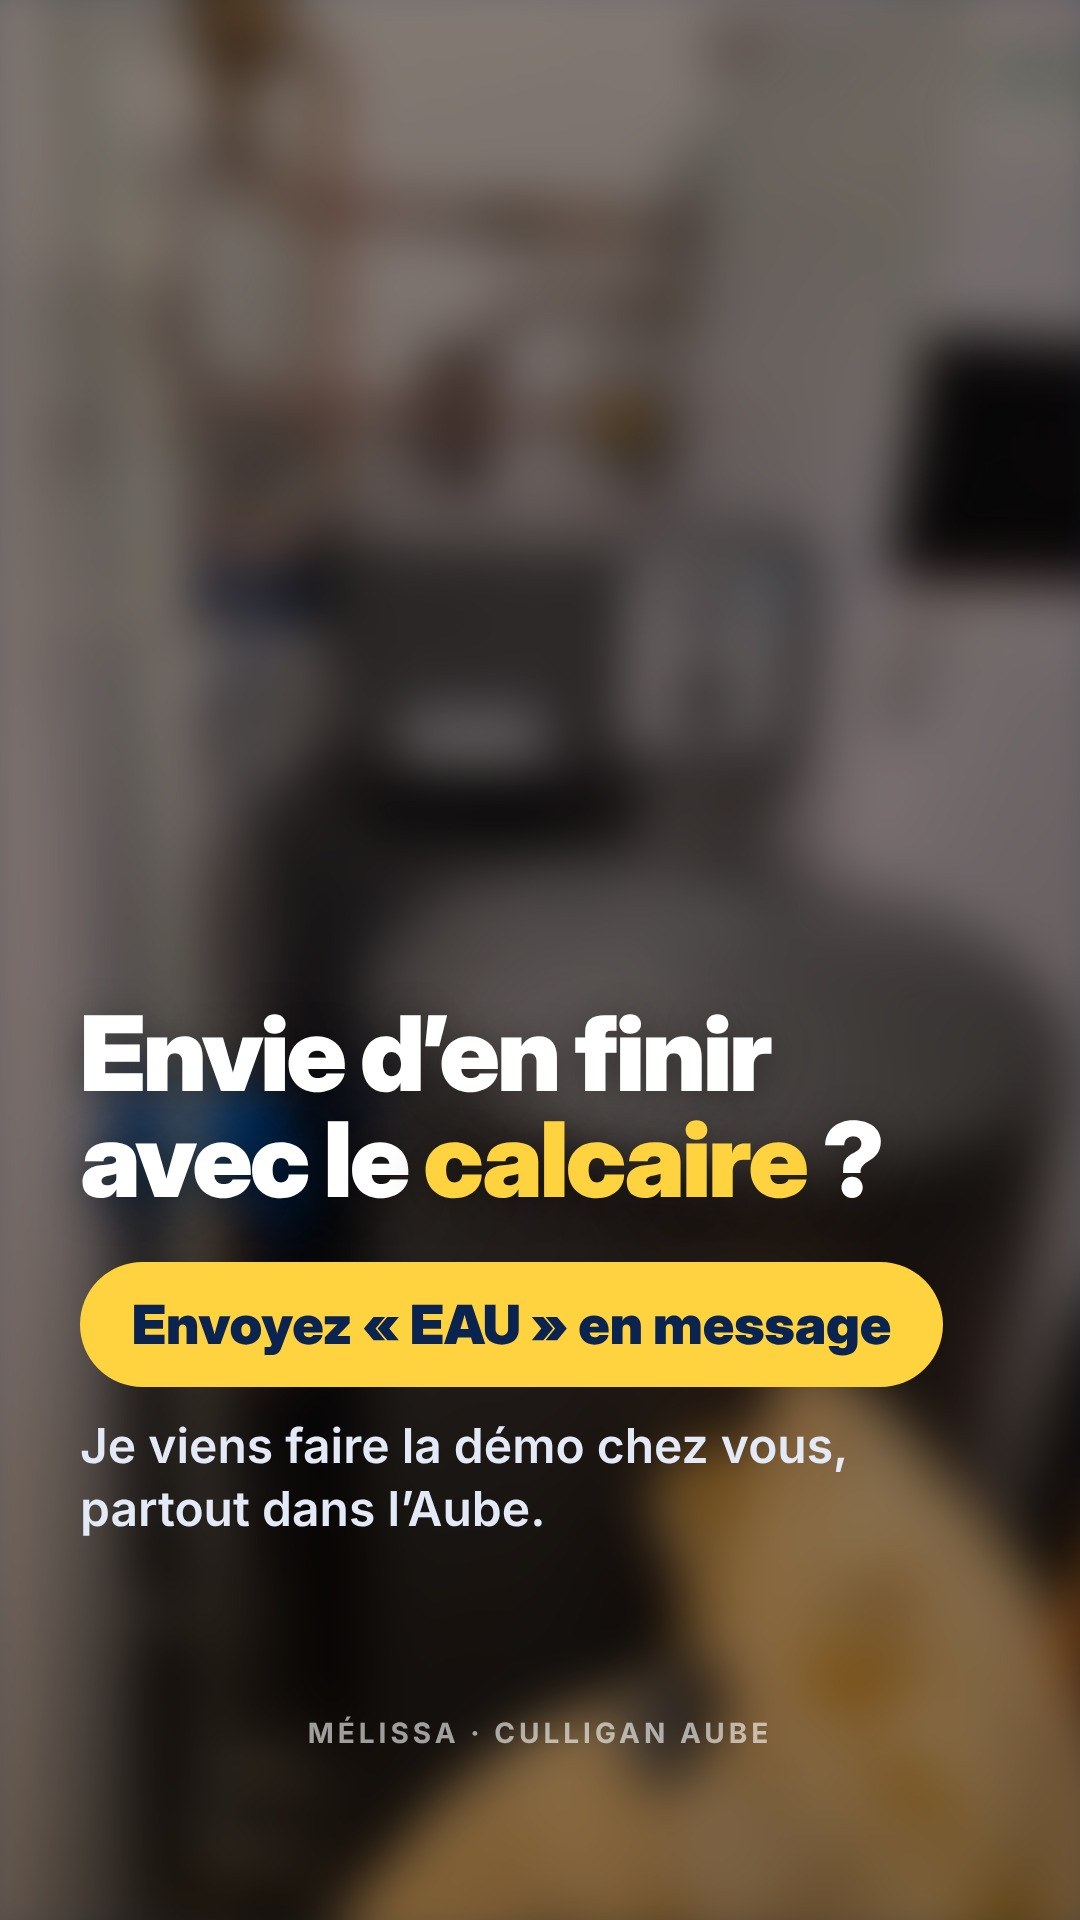 Envie d’en finir
avec le calcaire ?
Envoyez « EAU » en message
Je viens faire la démo chez vous,
partout dans l’Aube.
MÉLISSA · CULLIGAN AUBE